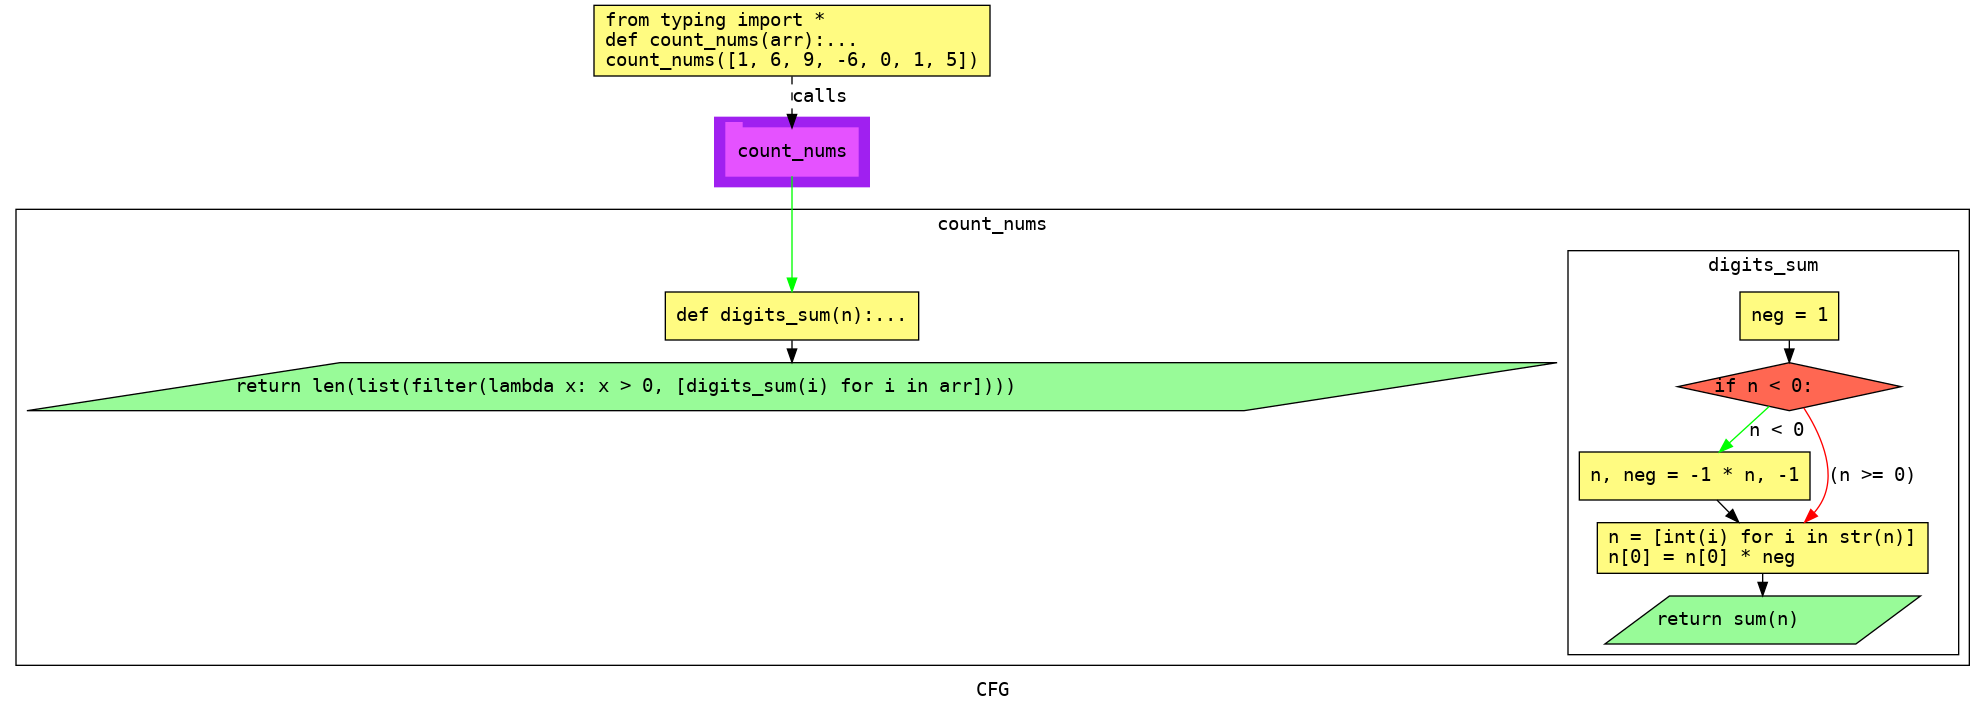 from typing import *
def count_nums(arr):...
count_nums([1, 6, 9, -6, 0, 1, 5])
calls
count_nums
count_nums
def digits_sum(n):...
return len(list(filter(lambda x: x > 0, [digits_sum(i) for i in arr])))
digits_sum
neg = 1
if n < 0:
n < 0
n, neg = -1 * n, -1
(n >= 0)
n = [int(i) for i in str(n)]
n[0] = n[0] * neg
return sum(n)
CFG